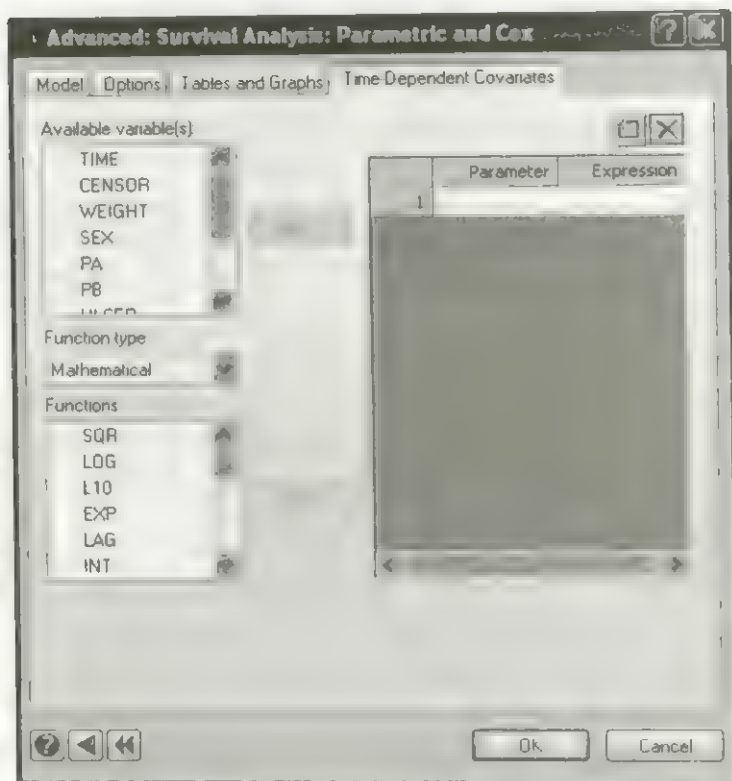 Advanced: Survival Analysis: Parametric and Cox
Model Options Tables and Graphs Time Dependent Covariates
Available variable(s)
TIME
CENSOR
WEIGHT
SEX
PA
PB
Function type
Mathematical
Functions
SQR
LOG
L10
EXP
LAG
INT
Parameter Expression
1
OK Cancel